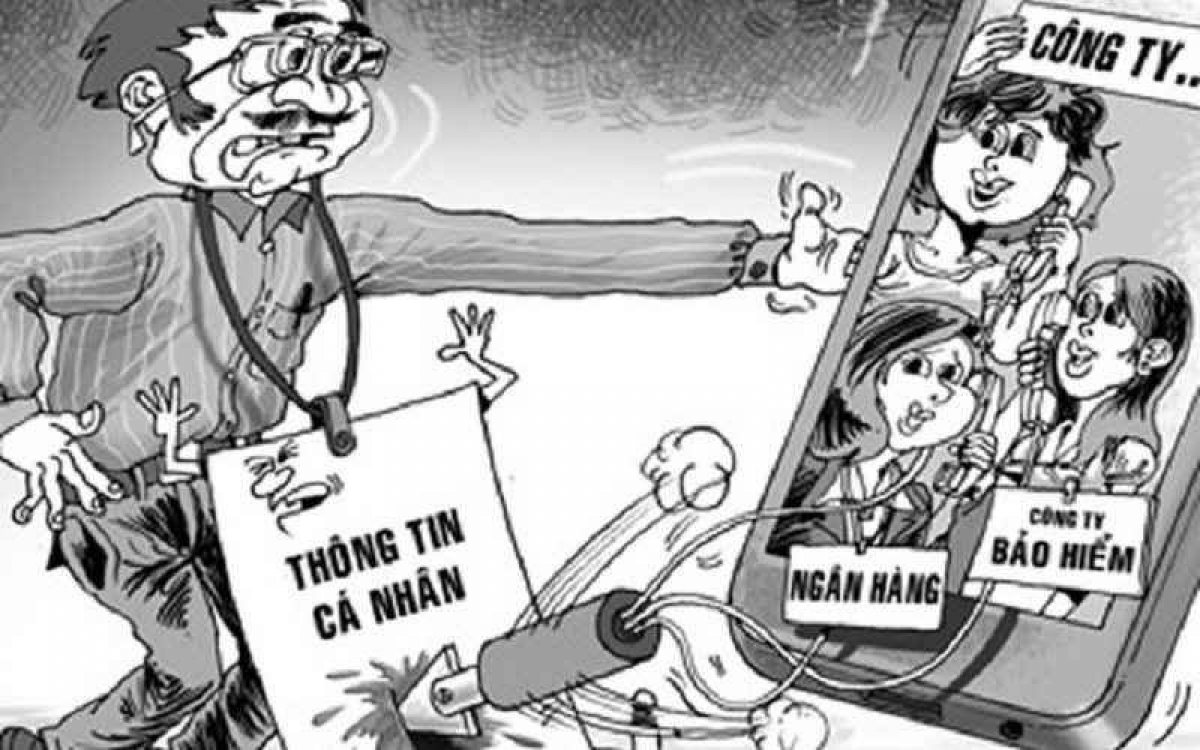 CÔNG TY...
THÔNG TIN
CÁ NHÂN
NGÂN HÀNG
CÔNG TY
BẢO HIỂM